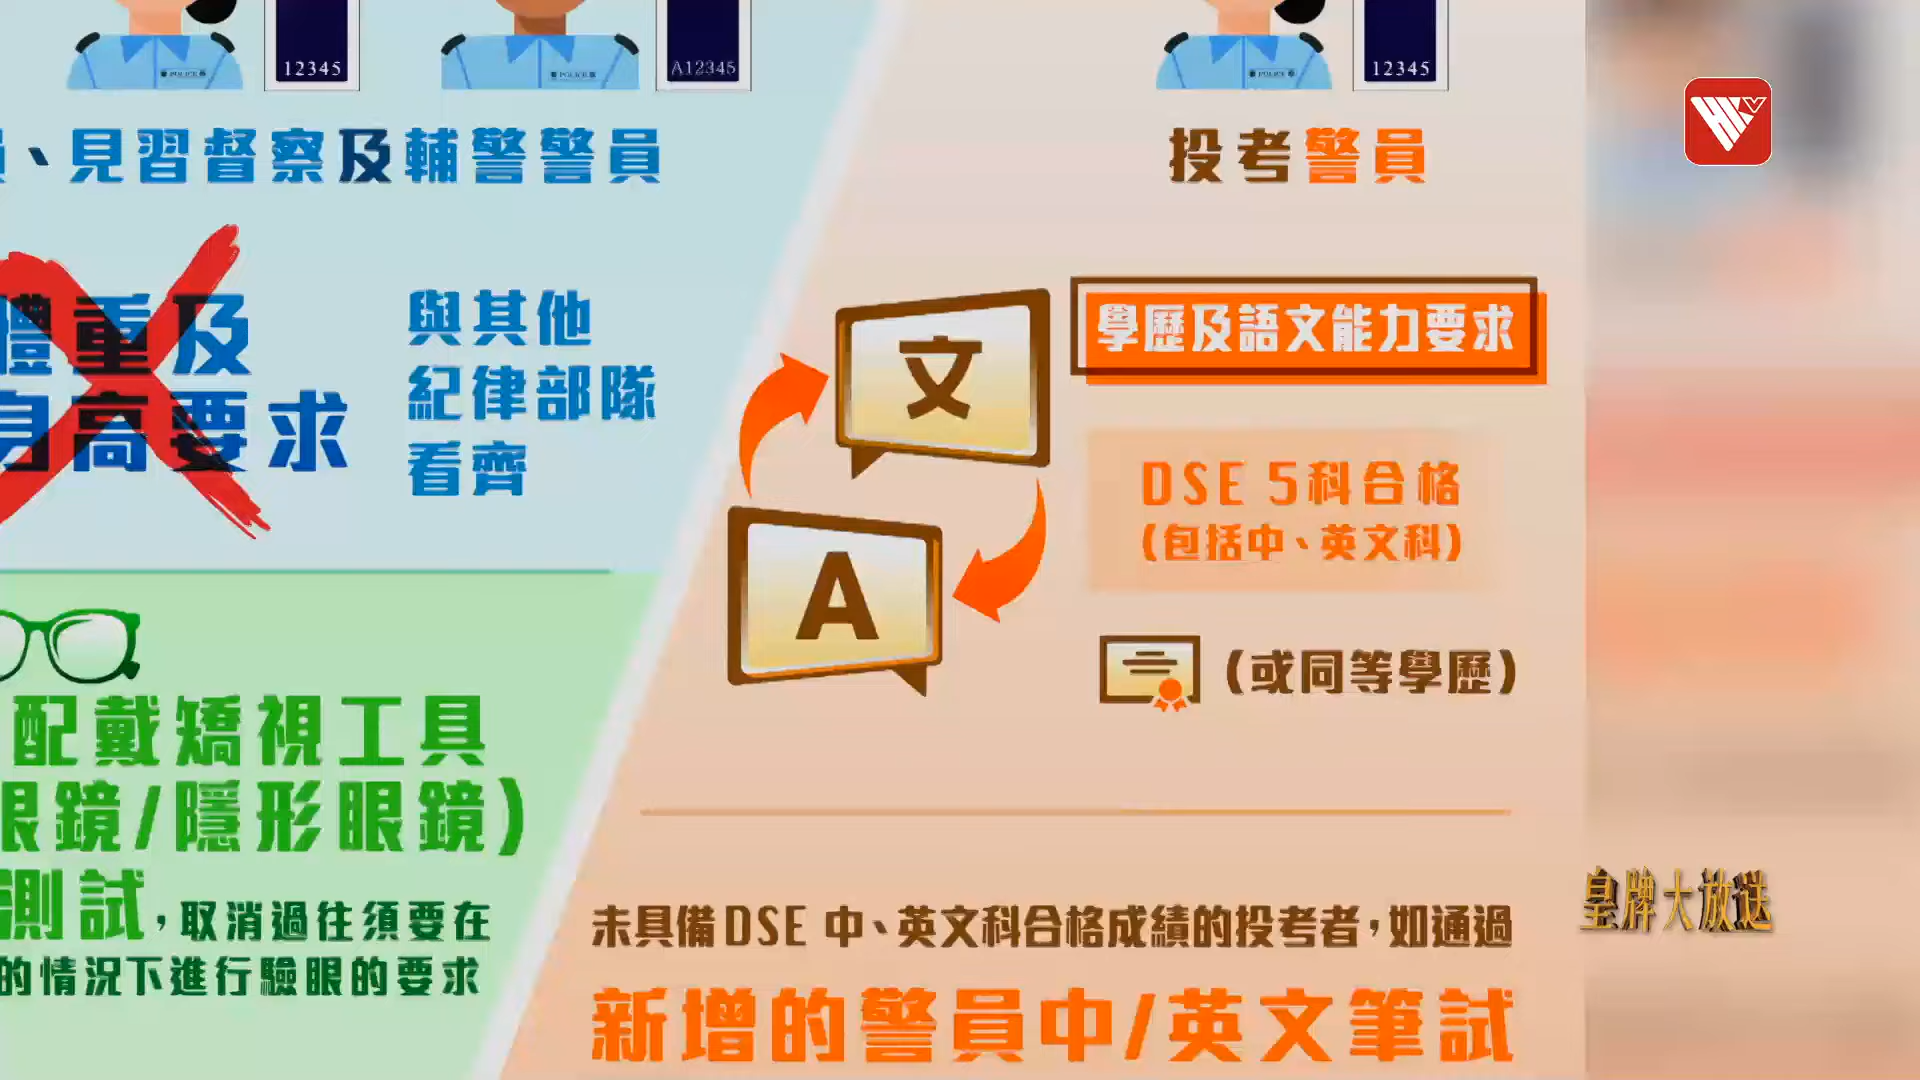 POLICE
12345
POLICE
A12345
POLICE
12345
、見習督察及輔警警員
體重及
身高要求
與其他
紀律部隊
看齊
配戴矯視工具
眼鏡/隱形眼鏡)
測試,取消過往須要在
的情況下進行驗眼的要求
投考警員
文
A
學歷及語文能力要求
DSE 5科合格
(包括中、英文科)
(或同等學歷)
未具備DSE 中、英文科合格成績的投考者,如通過
新增的警員中/英文筆試
皇牌大放送